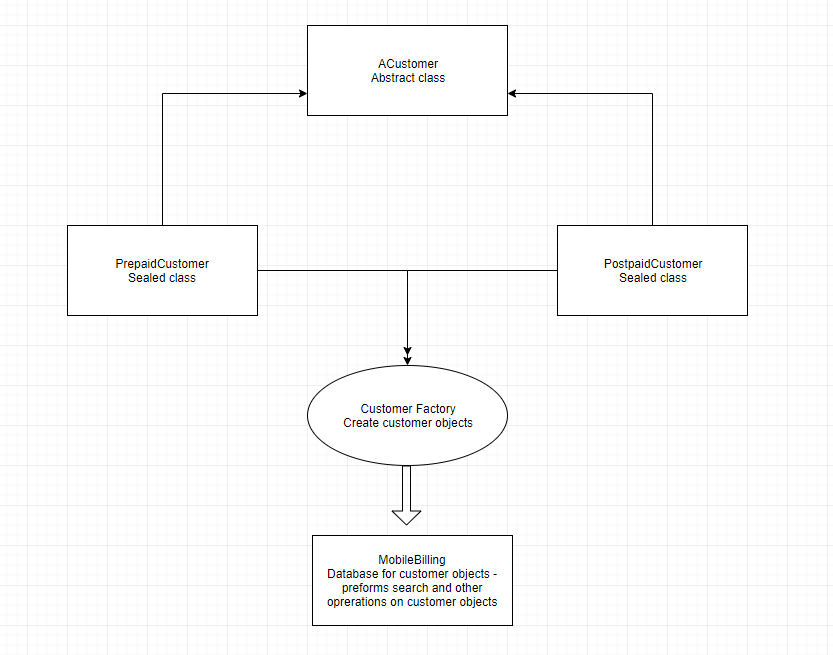 ACustomer
Abstract class
PrepaidCustomer
Sealed class
PostpaidCustomer
Sealed class
Customer Factory
Create customer objects
MobileBilling
Database for customer objects -
preforms search and other
oprerations on customer objects